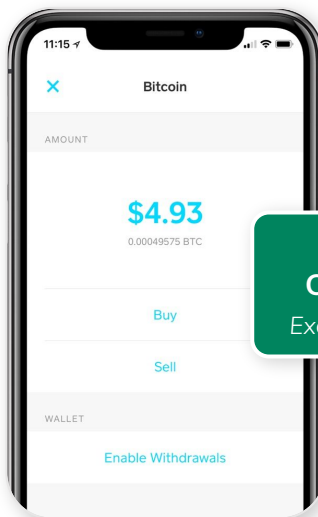 11:15
Bitcoin
AMOUNT
$4.93
0.00049575 BTC
Buy
Sell
WALLET
Enable Withdrawals